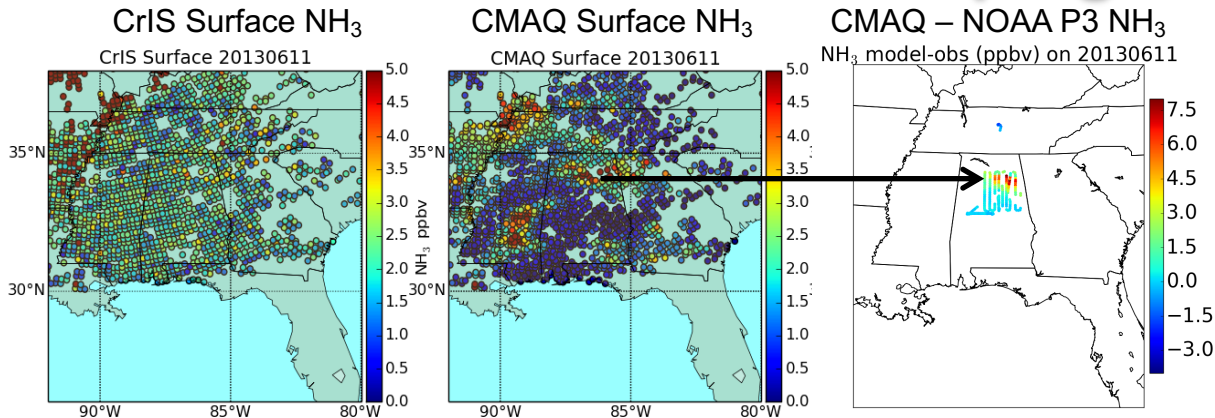 CrIS Surface NH₃
CMAQ Surface NH₃
CMAQ – NOAA P3 NH₃
CrIS Surface 20130611
CMAQ Surface 20130611
NH₃ model-obs (ppbv) on 20130611
35°N
30°N
90°W
85°W
80°W
5.0
4.5
4.0
3.5
3.0
2.5
2.0
1.5
1.0
0.5
0.0
NH₃ ppbv
35°N
30°N
90°W
85°W
80°W
5.0
4.5
4.0
3.5
3.0
2.5
2.0
1.5
1.0
0.5
0.0
7.5
6.0
4.5
3.0
1.5
0.0
−1.5
−3.0